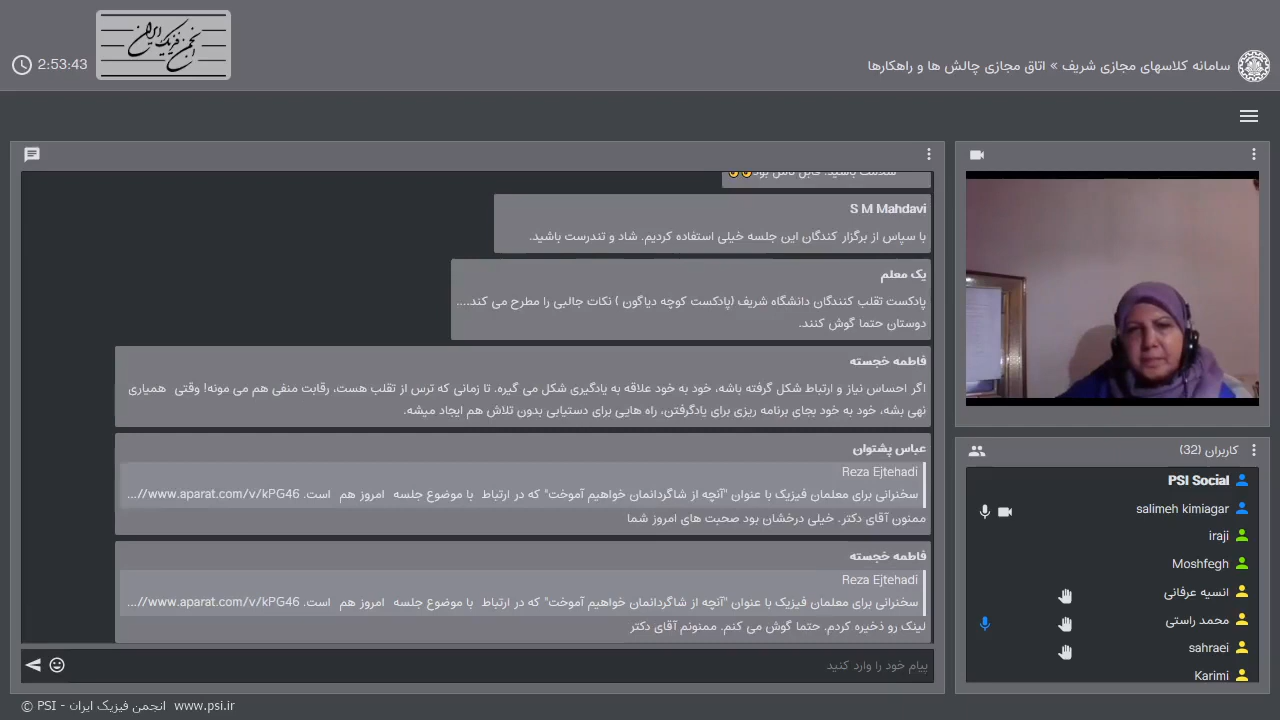 2:53:43
انجمن فیزیک ایران
سامانه کلاسهای مجازی شریف » اتاق مجازی چالش ها و راهکارها
سلامت باشید. قابل تامل بود
S M Mahdavi
با سپاس از برگزار کندگان این جلسه خیلی استفاده کردیم. شاد و تندرست باشید.
یک معلم
پادکست تقلب کنندگان دانشگاه شریف (پادکست کوچه دیاگون ) نکات جالبی را مطرح می کند....
دوستان حتما گوش کنند.
فاطمه خجسته
اگر احساس نیاز و ارتباط شکل گرفته باشه، خود به خود علاقه به یادگیری شکل می گیره. تا زمانی که ترس از تقلب هست، رقابت منفی هم می مونه! وقتی همیاری
نهی بشه، خود به خود بجای برنامه ریزی برای یادگرفتن، راه هایی برای دستیابی بدون تلاش هم ایجاد میشه.
عباس پشتوان
Reza Ejtehadi
سخنرانی برای معلمان فیزیک با عنوان "آنچه از شاگردانمان خواهیم آموخت" که در ارتباط با موضوع جلسه امروز هم است. www.aparat.com/v/kPG46//...
ممنون آقای دکتر. خیلی درخشان بود صحبت های امروز شما
فاطمه خجسته
Reza Ejtehadi
سخنرانی برای معلمان فیزیک با عنوان "آنچه از شاگردانمان خواهیم آموخت" که در ارتباط با موضوع جلسه امروز هم است. www.aparat.com/v/kPG46//...
لینک رو ذخیره کردم. حتما گوش می کنم. ممنونم آقای دکتر
پیام خود را وارد کنید
کاربران (32)
PSI Social
salimeh kimiagar
iraji
Moshfegh
انسیه عرفانی
محمد راستی
sahraei
Karimi
© PSI - انجمن فیزیک ایران www.psi.ir